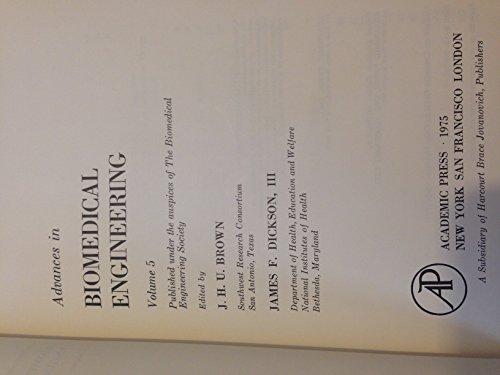 Advances in
BIOMEDICAL
ENGINEERING
Volume 5
Published under the auspices of The Biomedical
Engineering Society
Edited by
J. H. U. BROWN
Southwest Research Consortium
San Antonio, Texas
JAMES F. DICKSON, III
Department of Health, Education and Welfare
National Institutes of Health
Bethesda, Maryland
AP
ACADEMIC PRESS · 1975
NEW YORK SAN FRANCISCO LONDON
A Subsidiary of Harcourt Brace Jovanovich, Publishers